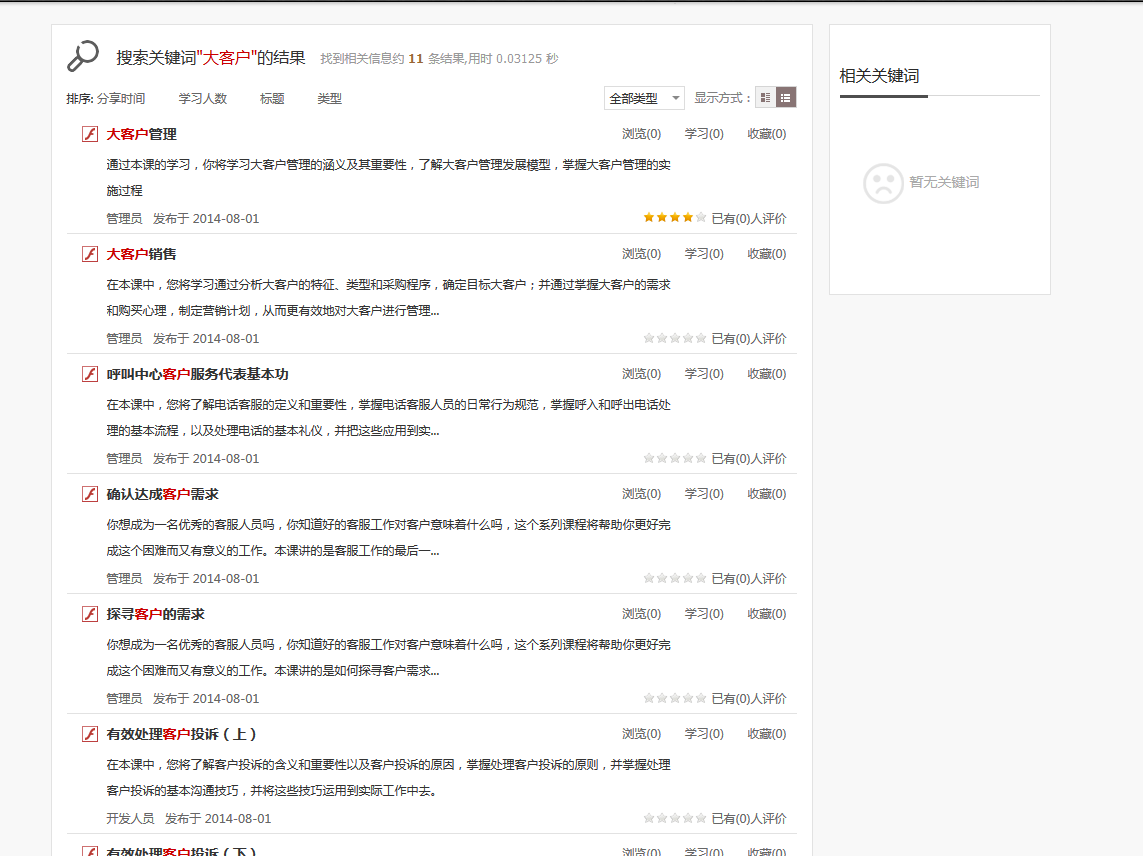 搜索关键词"大客户"的结果 找到相关信息约 11 条结果,用时 0.03125 秒
排序: 分享时间 学习人数 标题 类型 全部类型 显示方式：
相关关键词
暂无关键词
大客户管理 浏览(0) 学习(0) 收藏(0)
通过本课的学习，你将学习大客户管理的涵义及其重要性，了解大客户管理发展模型，掌握大客户管理的实
施过程
管理员 发布于 2014-08-01 已有(0)人评价
大客户销售 浏览(0) 学习(0) 收藏(0)
在本课中，您将学习通过分析大客户的特征、类型和采购程序，确定目标大客户；并通过掌握大客户的需求
和购买心理，制定营销计划，从而更有效地对大客户进行管理...
管理员 发布于 2014-08-01 已有(0)人评价
呼叫中心客户服务代表基本功 浏览(0) 学习(0) 收藏(0)
在本课中，您将了解电话客服的定义和重要性，掌握电话客服人员的日常行为规范，掌握呼入和呼出电话处
理的基本流程，以及处理电话的基本礼仪，并把这些应用到实...
管理员 发布于 2014-08-01 已有(0)人评价
确认达成客户需求 浏览(0) 学习(0) 收藏(0)
你想成为一名优秀的客服人员吗，你知道好的客服工作对客户意味着什么吗，这个系列课程将帮助你更好完
成这个困难而又有意义的工作。本课讲的是客服工作的最后一...
管理员 发布于 2014-08-01 已有(0)人评价
探寻客户的需求 浏览(0) 学习(0) 收藏(0)
你想成为一名优秀的客服人员吗，你知道好的客服工作对客户意味着什么吗，这个系列课程将帮助你更好完
成这个困难而又有意义的工作。本课讲的是如何探寻客户需求...
管理员 发布于 2014-08-01 已有(0)人评价
有效处理客户投诉（上） 浏览(0) 学习(0) 收藏(0)
在本课中，您将了解客户投诉的含义和重要性以及客户投诉的原因，掌握处理客户投诉的原则，并掌握处理
客户投诉的基本沟通技巧，并将这些技巧运用到实际工作中去。
开发人员 发布于 2014-08-01 已有(0)人评价
有效处理客户投诉（下） 浏览(0) 学习(0) 收藏(0)